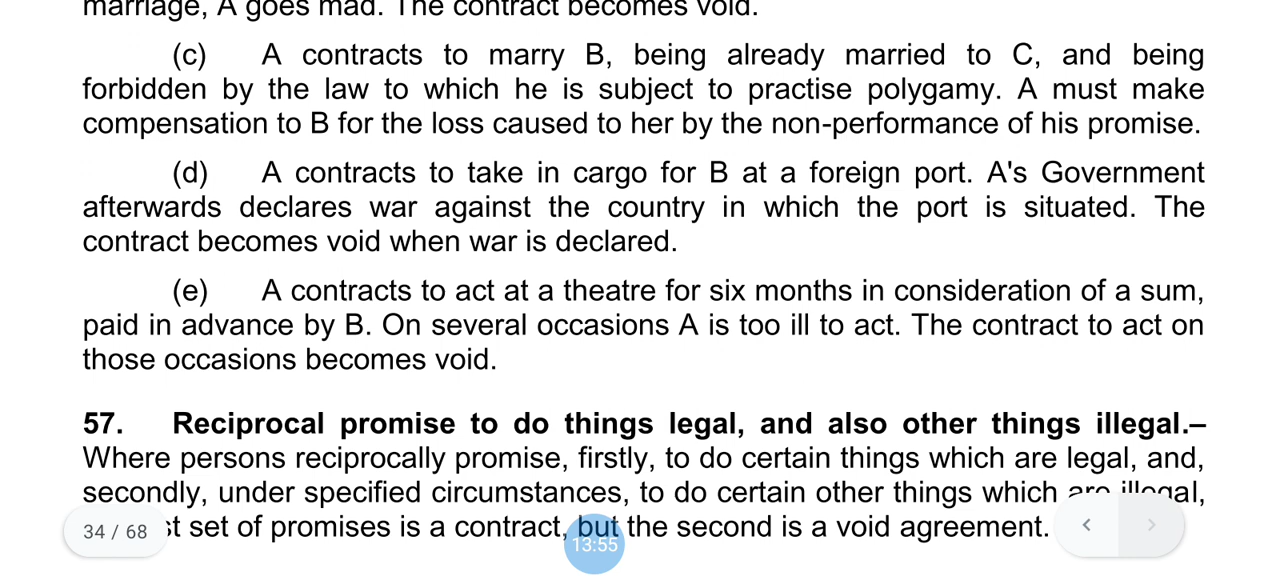 marriage, A goes mad. The contract becomes void.
(c) A contracts to marry B, being already married to C, and being
forbidden by the law to which he is subject to practise polygamy. A must make
compensation to B for the loss caused to her by the non-performance of his promise.
(d) A contracts to take in cargo for B at a foreign port. A's Government
afterwards declares war against the country in which the port is situated. The
contract becomes void when war is declared.
(e) A contracts to act at a theatre for six months in consideration of a sum,
paid in advance by B. On several occasions A is too ill to act. The contract to act on
those occasions becomes void.
57. Reciprocal promise to do things legal, and also other things illegal.–
Where persons reciprocally promise, firstly, to do certain things which are legal, and,
secondly, under specified circumstances, to do certain other things which are illegal,
34 / 68 st set of promises is a contract, but the second is a void agreement. < >
13:55